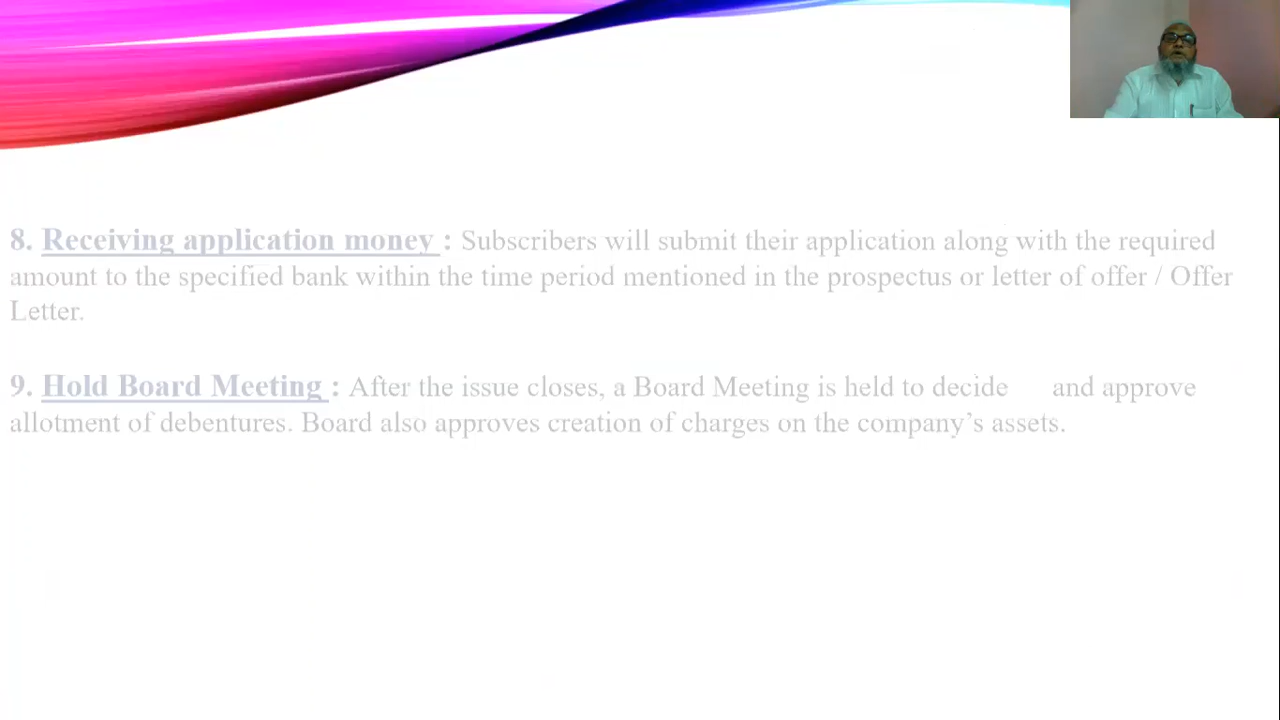 8. Receiving application money : Subscribers will submit their application along with the required
amount to the specified bank within the time period mentioned in the prospectus or letter of offer / Offer
Letter.
9. Hold Board Meeting : After the issue closes, a Board Meeting is held to decide and approve
allotment of debentures. Board also approves creation of charges on the company’s assets.